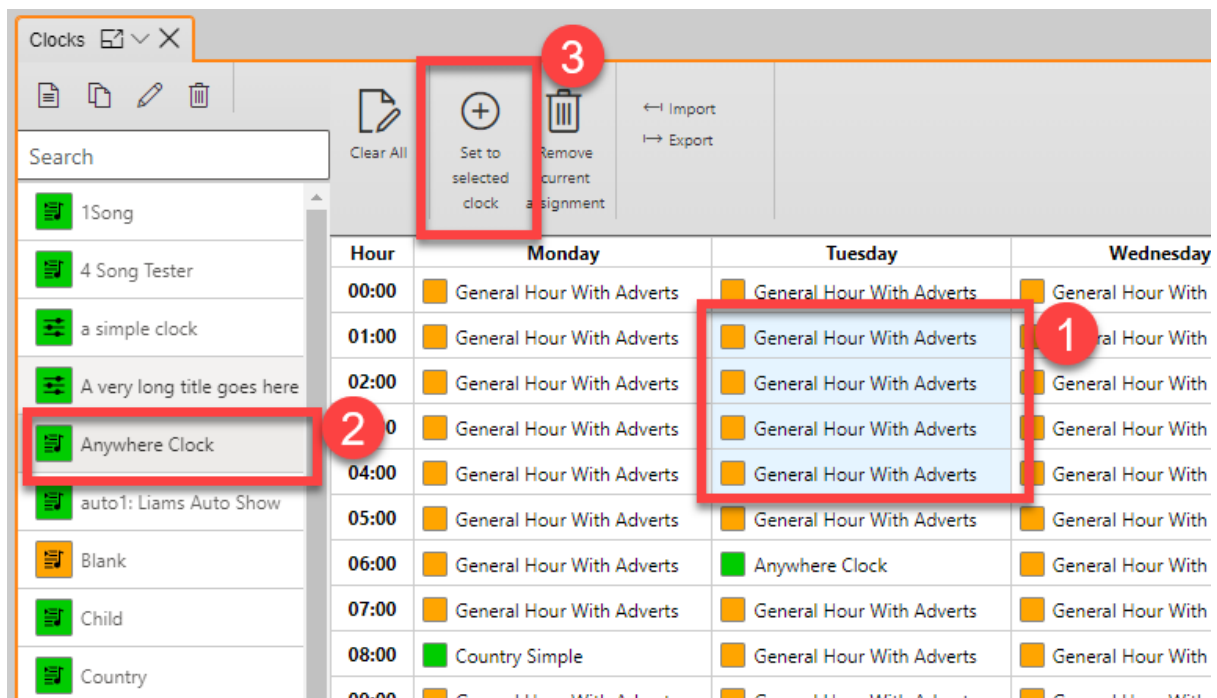 Clocks
3
Clear All
Set to selected clock
Remove current assignment
Import
Export
Search
1Song
4 Song Tester
a simple clock
A very long title goes here
Anywhere Clock
2
auto1: Liams Auto Show
Blank
Child
Country
Hour Monday Tuesday Wednesday
00:00 General Hour With Adverts General Hour With Adverts General Hour With
01:00 General Hour With Adverts General Hour With Adverts 1 ral Hour With
02:00 General Hour With Adverts General Hour With Adverts General Hour With
0 General Hour With Adverts General Hour With Adverts General Hour With
04:00 General Hour With Adverts General Hour With Adverts General Hour With
05:00 General Hour With Adverts General Hour With Adverts General Hour With
06:00 General Hour With Adverts Anywhere Clock General Hour With
07:00 General Hour With Adverts General Hour With Adverts General Hour With
08:00 Country Simple General Hour With Adverts General Hour With